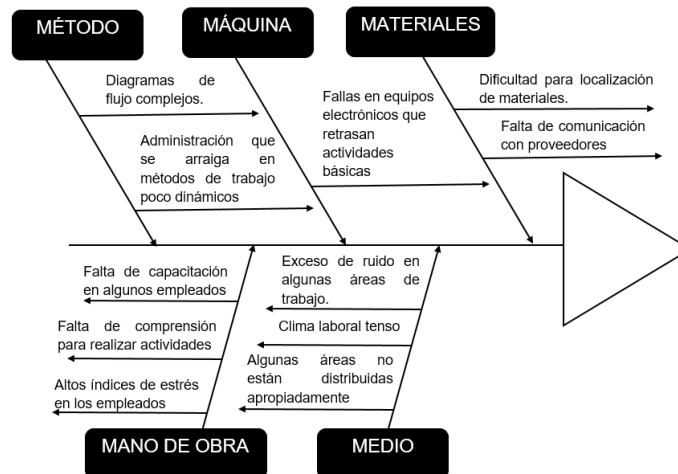 MÉTODO
MÁQUINA
MATERIALES
Diagramas de
flujo complejos.
Administración que
se arraiga en
métodos de trabajo
poco dinámicos
Fallas en equipos
electrónicos que
retrasan
actividades
básicas
Dificultad para localización
de materiales.
Falta de comunicación
con proveedores
Falta de capacitación
en algunos empleados
Falta de comprensión
para realizar actividades
Altos índices de estrés
en los empleados
Exceso de ruido en
algunas áreas de
trabajo.
Clima laboral tenso
Algunas áreas no
están distribuidas
apropiadamente
MANO DE OBRA
MEDIO